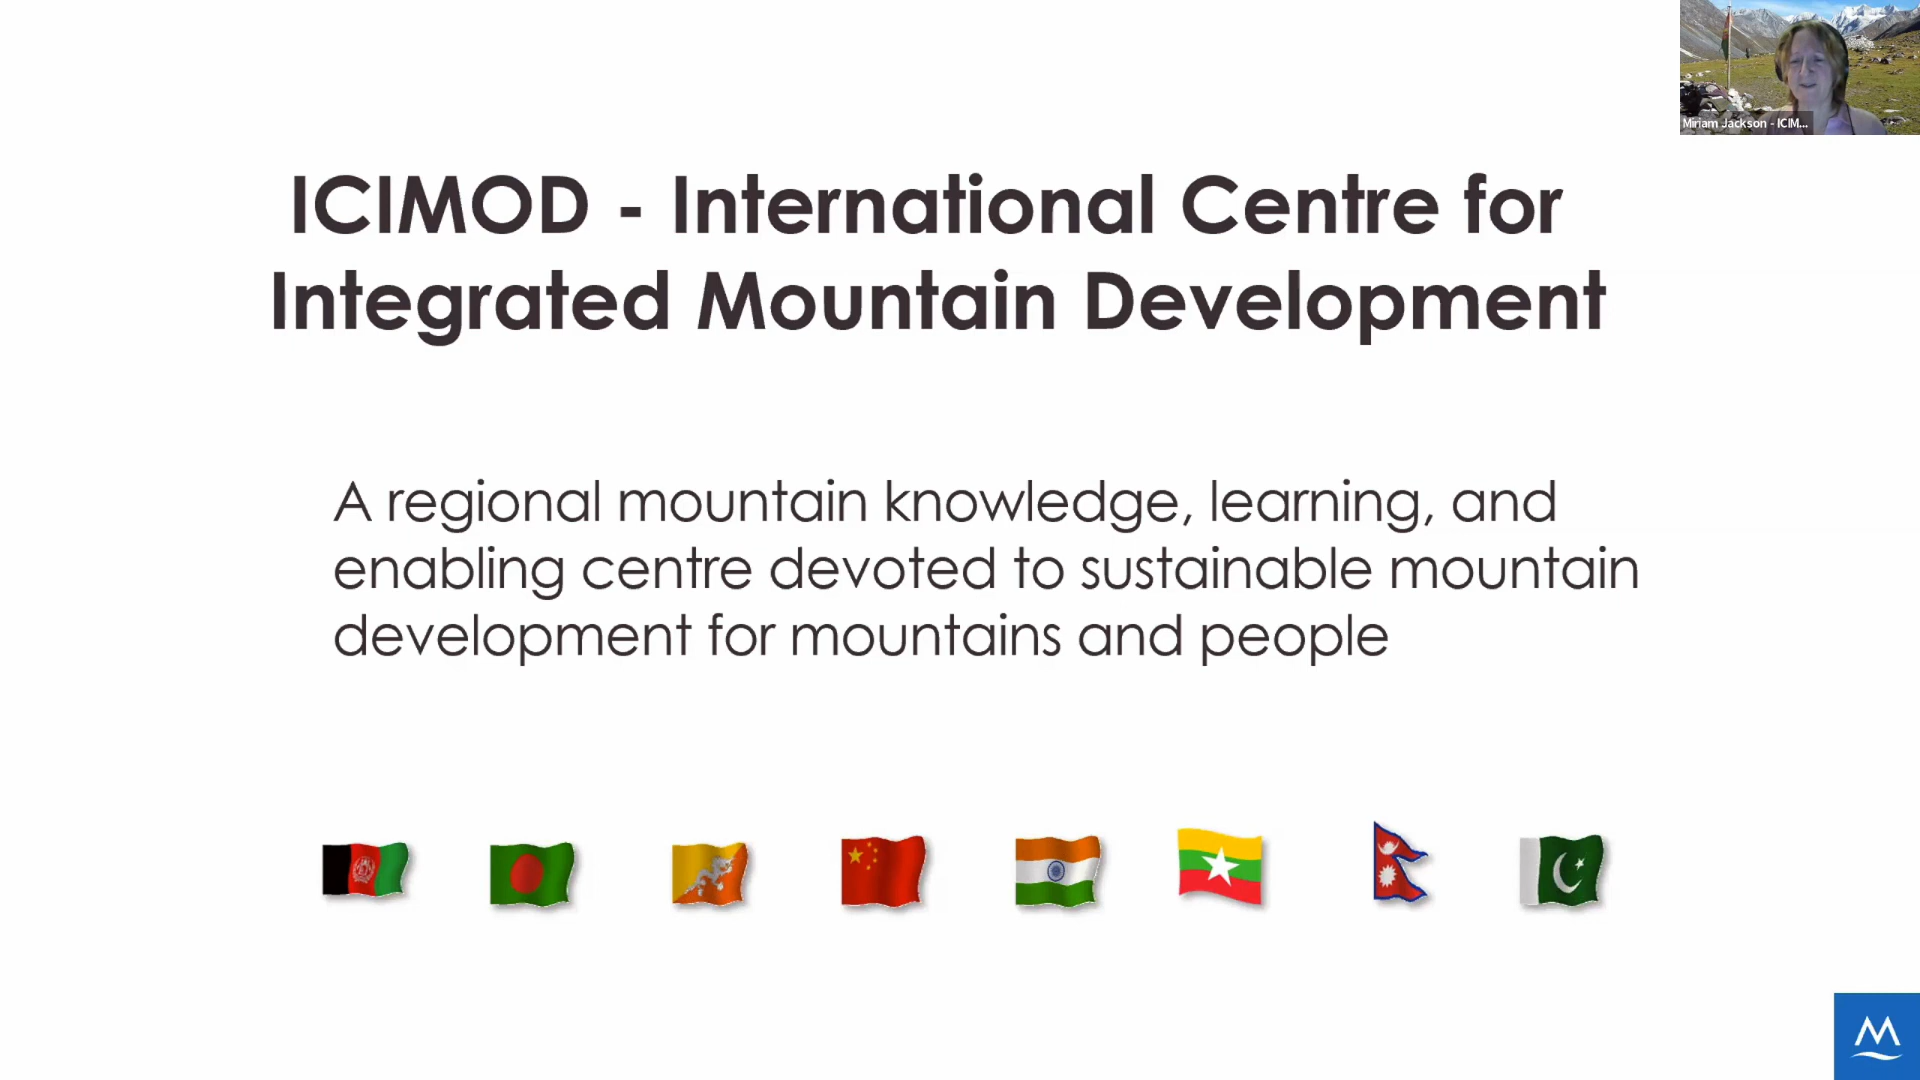 Miriam Jackson - ICIM...
ICIMOD - International Centre for
Integrated Mountain Development
A regional mountain knowledge, learning, and
enabling centre devoted to sustainable mountain
development for mountains and people